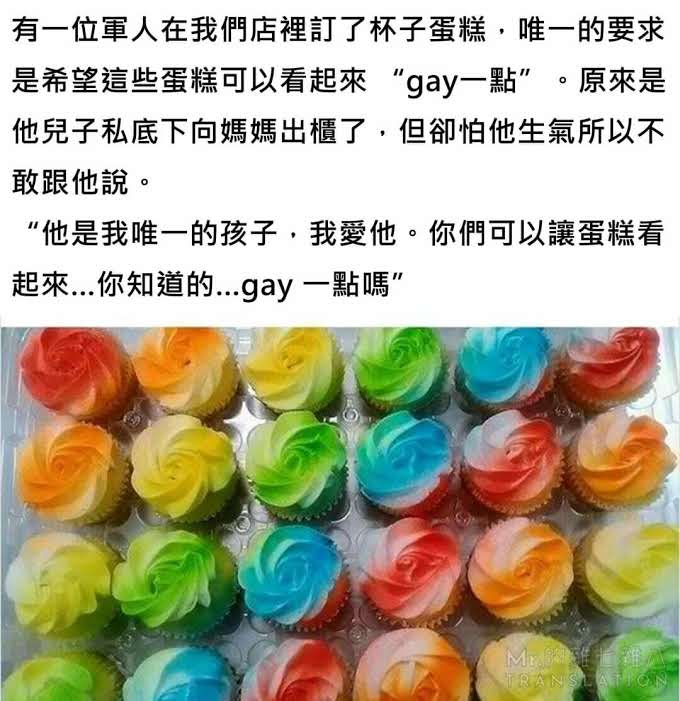 有一位軍人在我們店裡訂了杯子蛋糕，唯一的要求
是希望這些蛋糕可以看起來 “gay一點” 。原來是
他兒子私底下向媽媽出櫃了，但卻怕他生氣所以不
敢跟他說。
“他是我唯一的孩子，我愛他。你們可以讓蛋糕看
起來...你知道的...gay 一點嗎”
Mr.
雜七雜八
TRANSLATION